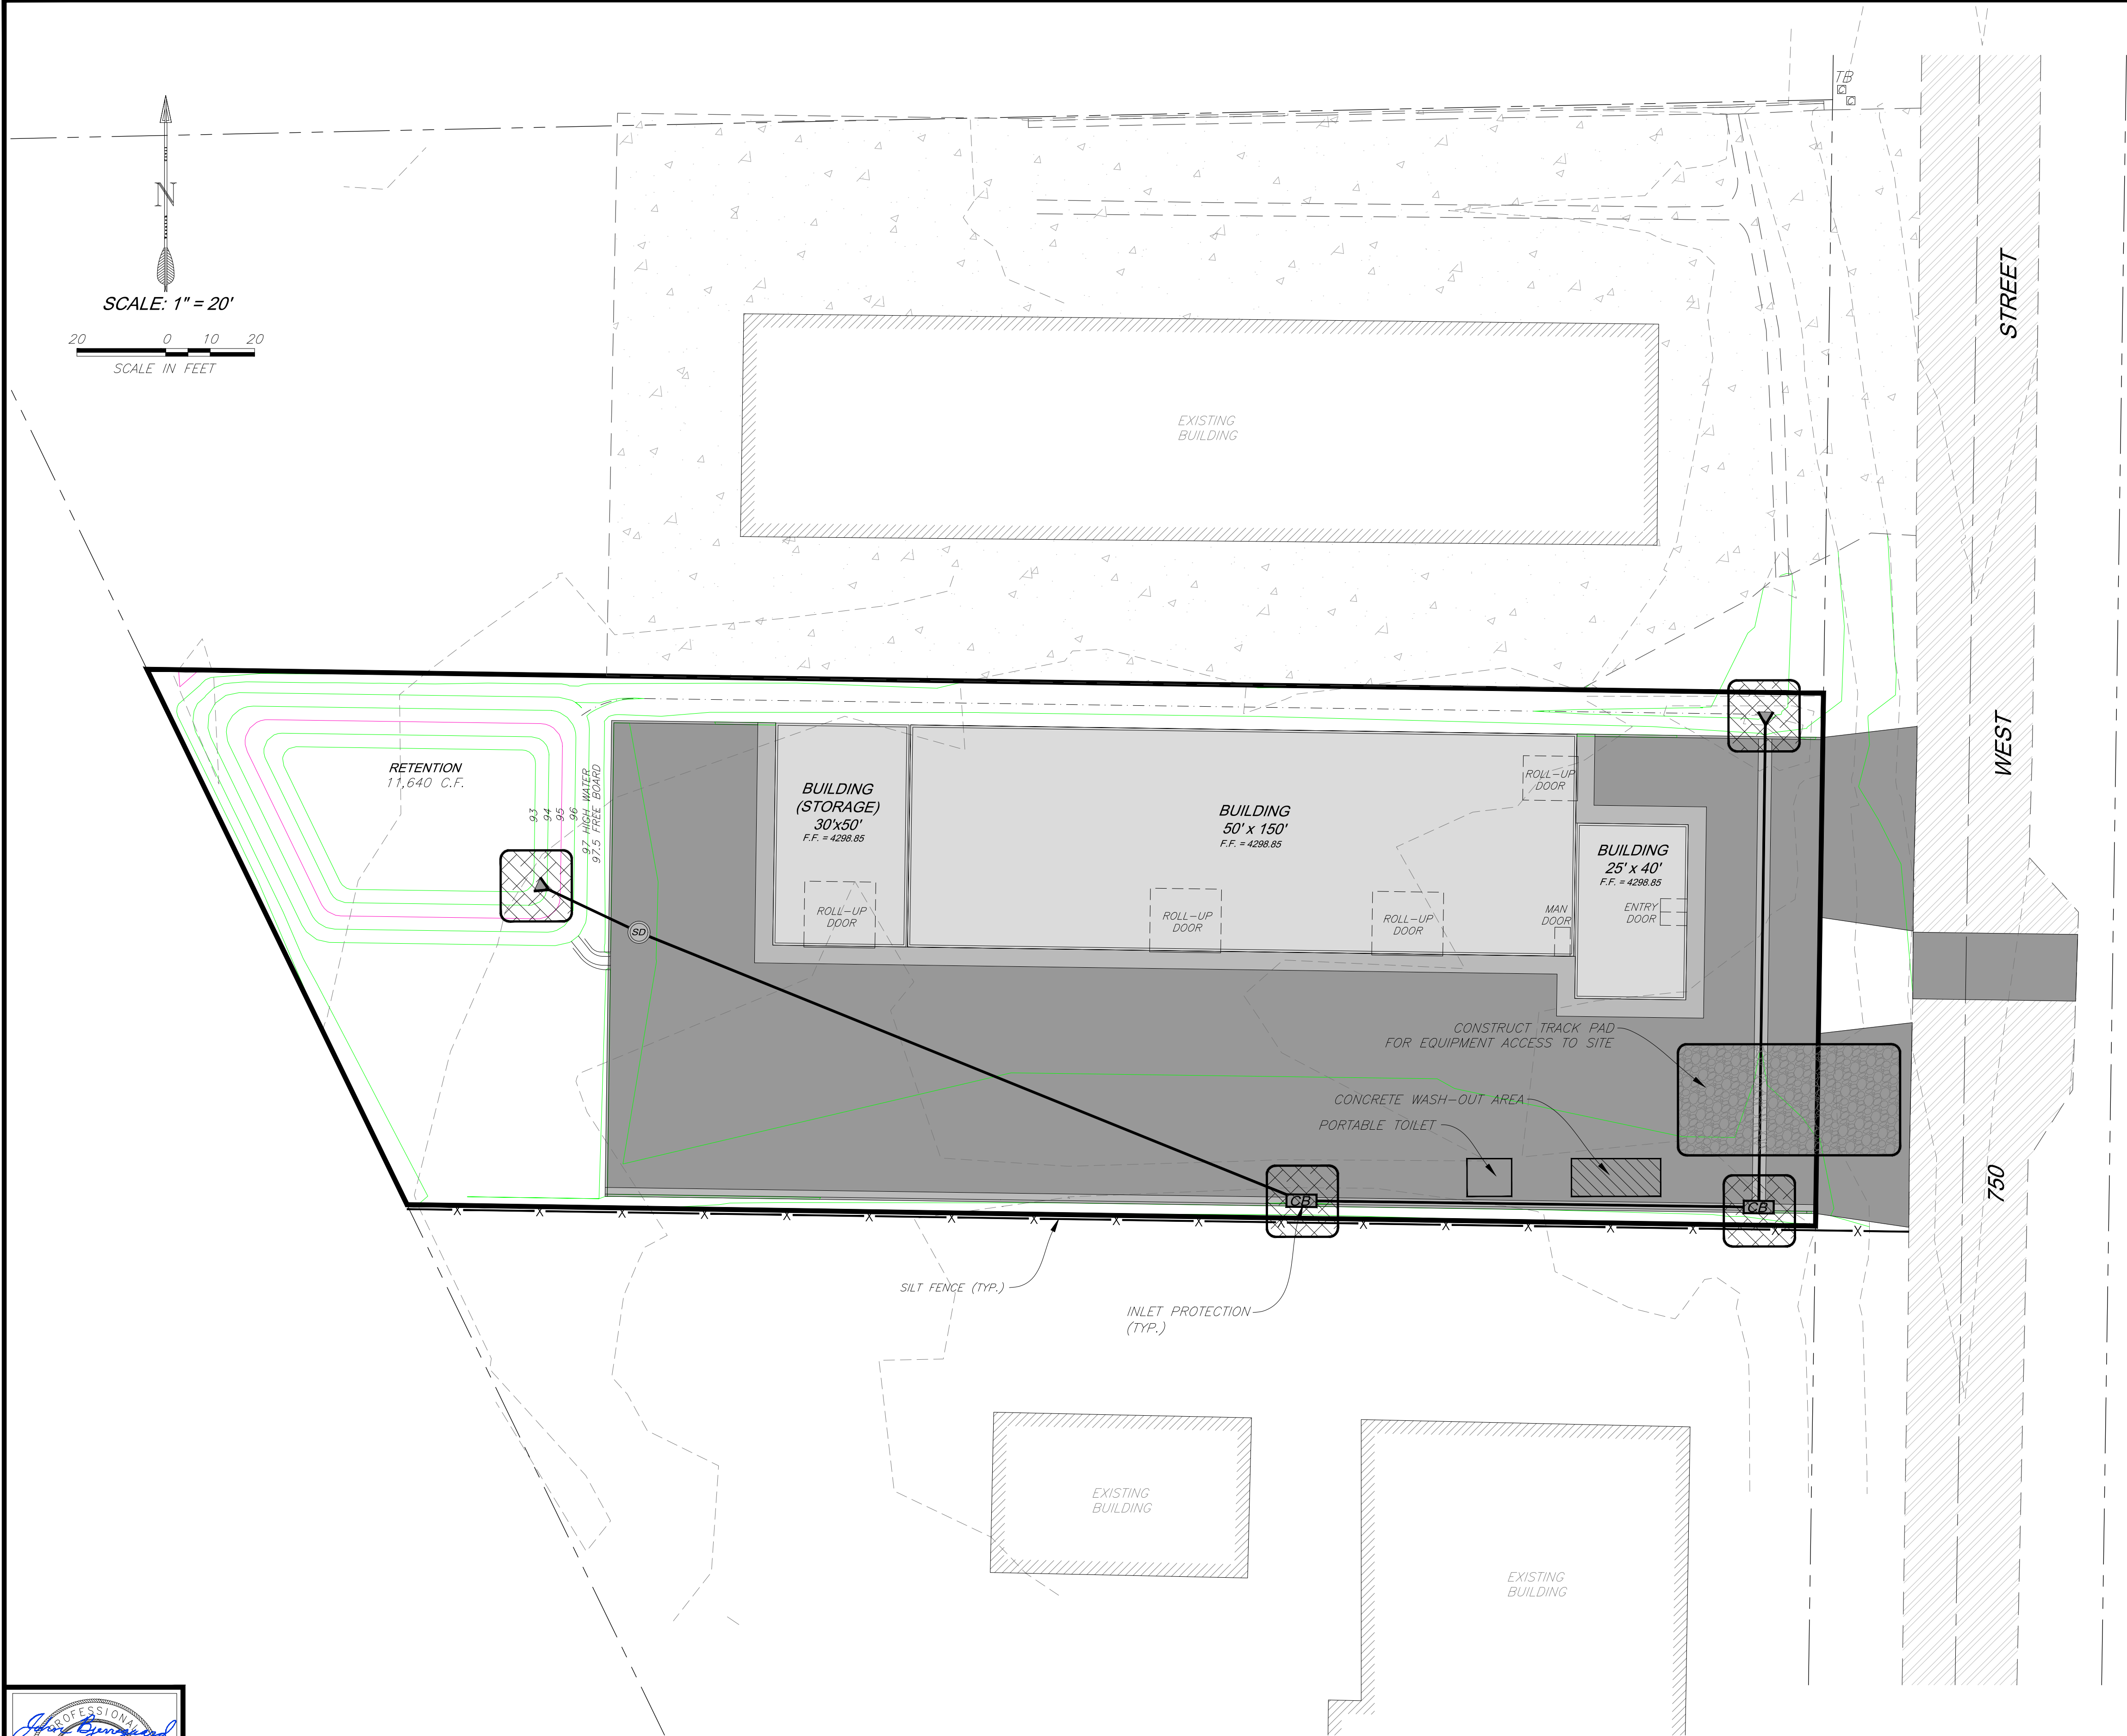 TB
N
SCALE: 1" = 20'
20 0 10 20
SCALE IN FEET
STREET
WEST
750
EXISTING
BUILDING
RETENTION
11,640 C.F.
93
94
95
96
97 HIGH WATER
97.5 FREE BOARD
BUILDING
(STORAGE)
30'x50'
F.F. = 4298.85
ROLL-UP
DOOR
BUILDING
50' x 150'
F.F. = 4298.85
ROLL-UP
DOOR
ROLL-UP
DOOR
ROLL-UP
DOOR
MAN
DOOR
BUILDING
25' x 40'
F.F. = 4298.85
ENTRY
DOOR
SD
CONSTRUCT TRACK PAD
FOR EQUIPMENT ACCESS TO SITE
CONCRETE WASH-OUT AREA
PORTABLE TOILET
CB
CB
X X X X X X X X X X X X X X X X X X
SILT FENCE (TYP.)
INLET PROTECTION
(TYP.)
EXISTING
BUILDING
EXISTING
BUILDING
PROFESSIONAL
John